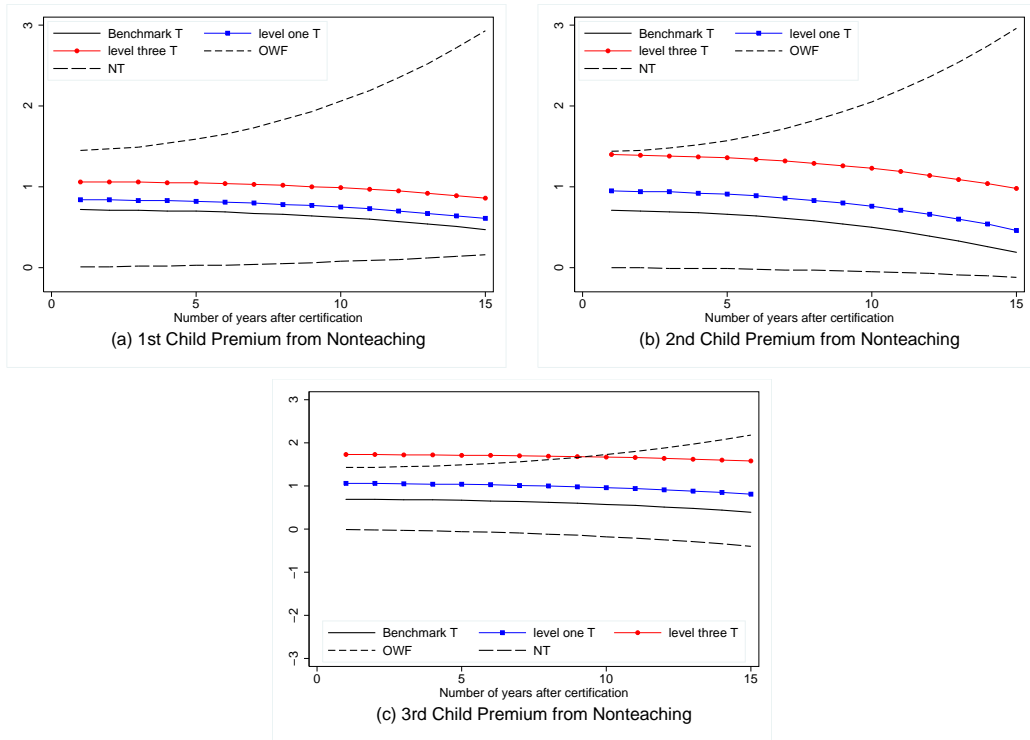 3
2
1
0
Benchmark T
level one T
level three T
OWF
NT
0 5 10 15
Number of years after certification
(a) 1st Child Premium from Nonteaching
3
2
1
0
Benchmark T
level one T
level three T
OWF
NT
0 5 10 15
Number of years after certification
(b) 2nd Child Premium from Nonteaching
3
2
1
0
−1
−2
−3
Benchmark T
level one T
level three T
OWF
NT
0 5 10 15
Number of years after certification
(c) 3rd Child Premium from Nonteaching